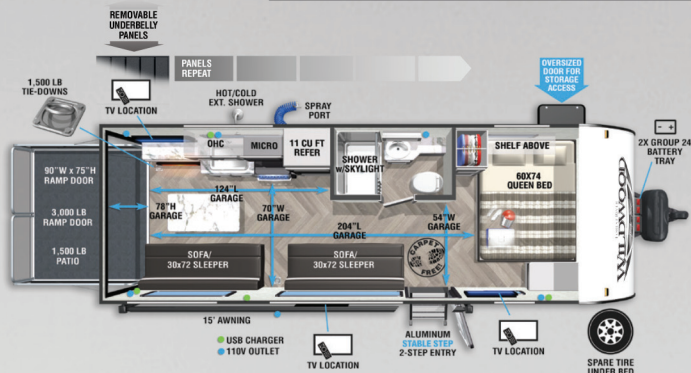 REMOVABLE
UNDERBELLY
PANELS
PANELS
REPEAT
1,500 LB
TIE-DOWNS
TV LOCATION
HOT/COLD
EXT. SHOWER
SPRAY
PORT
OVERSIZED
DOOR FOR
STORAGE
ACCESS
2X GROUP 24
BATTERY
TRAY
OHC
MICRO
11 CU FT
REFER
SHOWER
w/SKYLIGHT
SHELF ABOVE
60X74
QUEEN BED
90"W x 75"H
RAMP DOOR
3,000 LB
RAMP DOOR
1,500 LB
PATIO
78"H
GARAGE
124"L
GARAGE
70"W
GARAGE
204"L
GARAGE
54"W
GARAGE
SOFA/
30x72 SLEEPER
SOFA/
30x72 SLEEPER
CARPET
FREE!
WILDWOOD
15' AWNING
USB CHARGER
110V OUTLET
TV LOCATION
ALUMINUM
STABLE STEP
2-STEP ENTRY
TV LOCATION
SPARE TIRE
UNDER BED